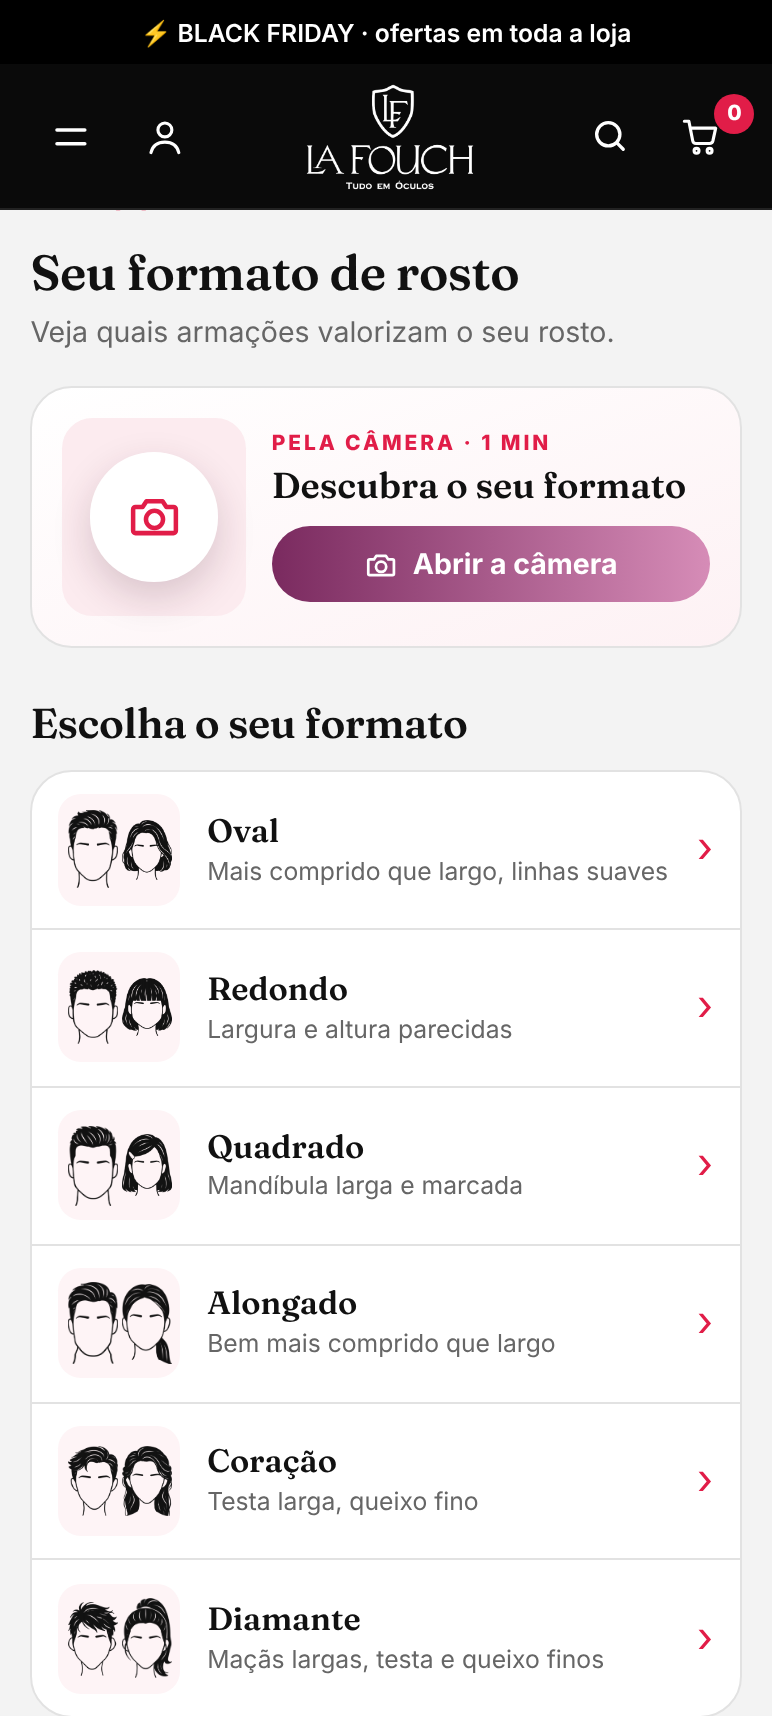 ⚡ BLACK FRIDAY · ofertas em toda a loja
LF
LA FOUCH
TUDO EM ÓCULOS
0
Seu formato de rosto
Veja quais armações valorizam o seu rosto.
PELA CÂMERA · 1 MIN
Descubra o seu formato
Abrir a câmera
Escolha o seu formato
Oval
Mais comprido que largo, linhas suaves
Redondo
Largura e altura parecidas
Quadrado
Mandíbula larga e marcada
Alongado
Bem mais comprido que largo
Coração
Testa larga, queixo fino
Diamante
Maçãs largas, testa e queixo finos